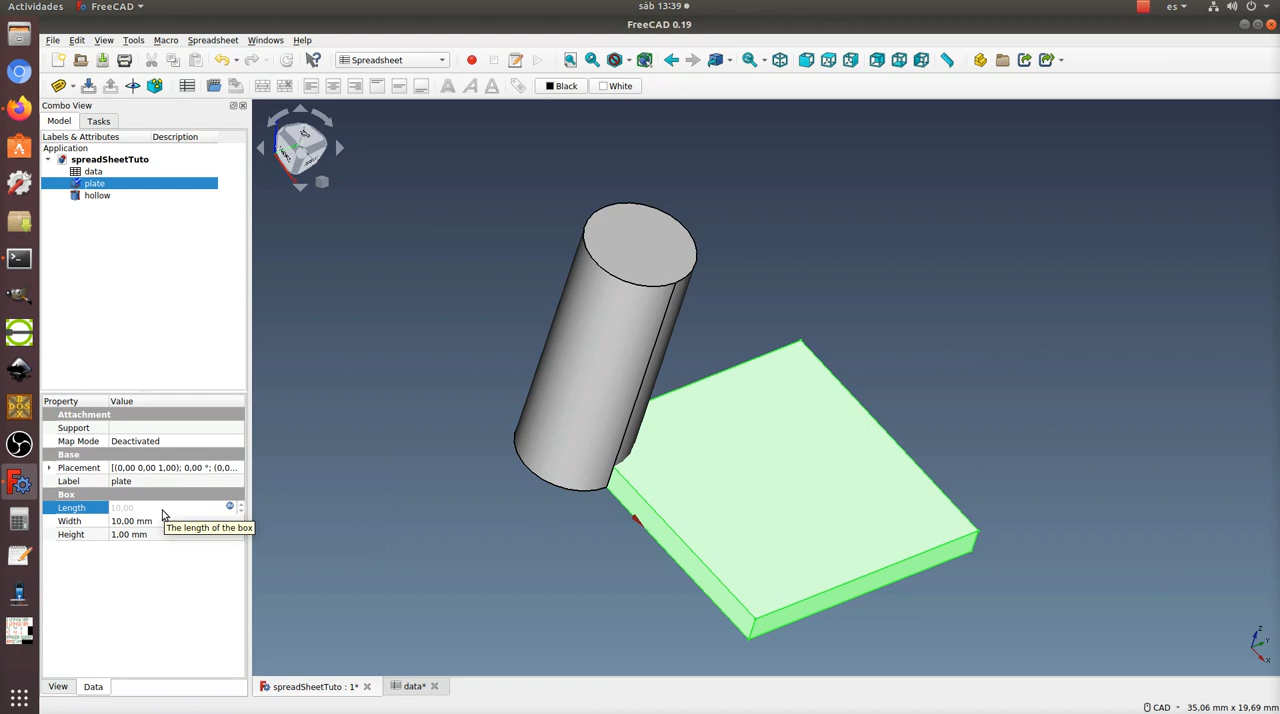 Actividades FreeCAD sáb 13:39 es
FreeCAD 0.19
File Edit View Tools Macro Spreadsheet Windows Help
Spreadsheet
Black White
Combo View
Model Tasks
Labels & Attributes Description
Application
spreadSheetTuto
data
plate
hollow
Property Value
Attachment
Support
Map Mode Deactivated
Base
Placement [(0,00 0,00 1,00); 0,00 °; (0,0...
Label plate
Box
Length 10.00
Width 10,00 mm
The length of the box
Height 1,00 mm
View Data
spreadSheetTuto : 1* data*
CAD 35,06 mm x 19,69 mm
Z
Y
X